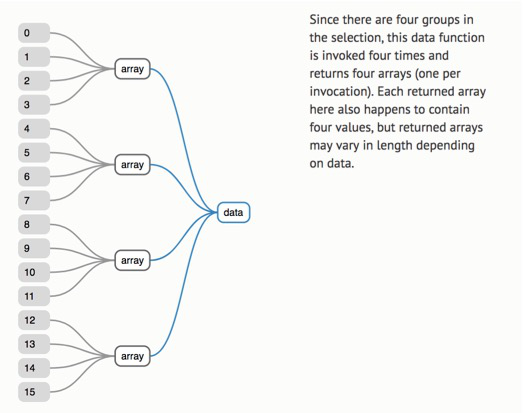 0
1
2
3
array
4
5
6
7
array
data
8
9
10
11
array
12
13
14
15
array
Since there are four groups in
the selection, this data function
is invoked four times and
returns four arrays (one per
invocation). Each returned array
here also happens to contain
four values, but returned arrays
may vary in length depending
on data.